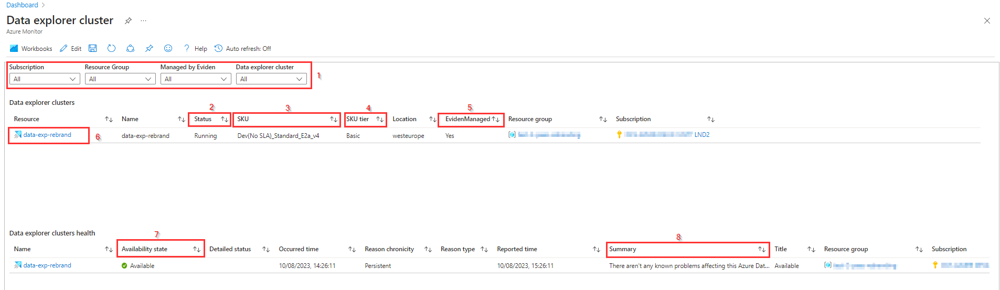 Dashboard >
Data explorer cluster ...
Azure Monitor
Workbooks Edit ? Help Auto refresh: Off
Subscription Resource Group Managed by Eviden Data explorer cluster
All All All All 1
Data explorer clusters
2 3 4 5
Resource Name Status SKU SKU tier Location EvidenManaged Resource group Subscription
data-exp-rebrand 6 data-exp-rebrand Running Dev(No SLA)_Standard_E2a_v4 Basic westeurope Yes LND2
Data explorer clusters health
7 8
Name Availability state Detailed status Occurred time Reason chronicity Reason type Reported time Summary Title Resource group Subscription
data-exp-rebrand Available 10/08/2023, 14:26:11 Persistent 10/08/2023, 15:26:11 There aren't any known problems affecting this Azure Dat... Available